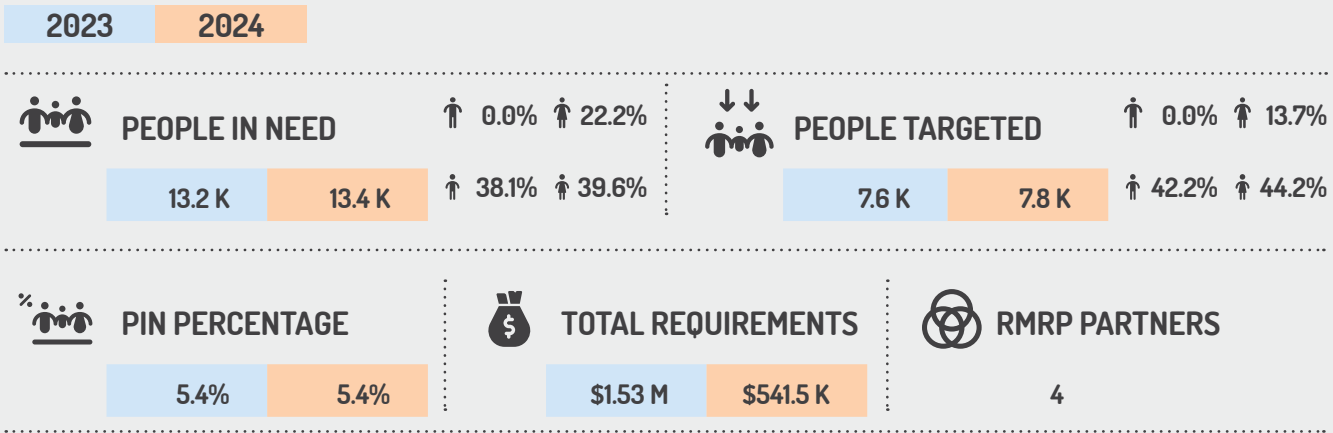 2023 2024
PEOPLE IN NEED
0.0% 22.2%
13.2 K 13.4 K
38.1% 39.6%
PEOPLE TARGETED
0.0% 13.7%
7.6 K 7.8 K
42.2% 44.2%
%
PIN PERCENTAGE
5.4% 5.4%
$
TOTAL REQUIREMENTS
$1.53 M $541.5 K
RMRP PARTNERS
4